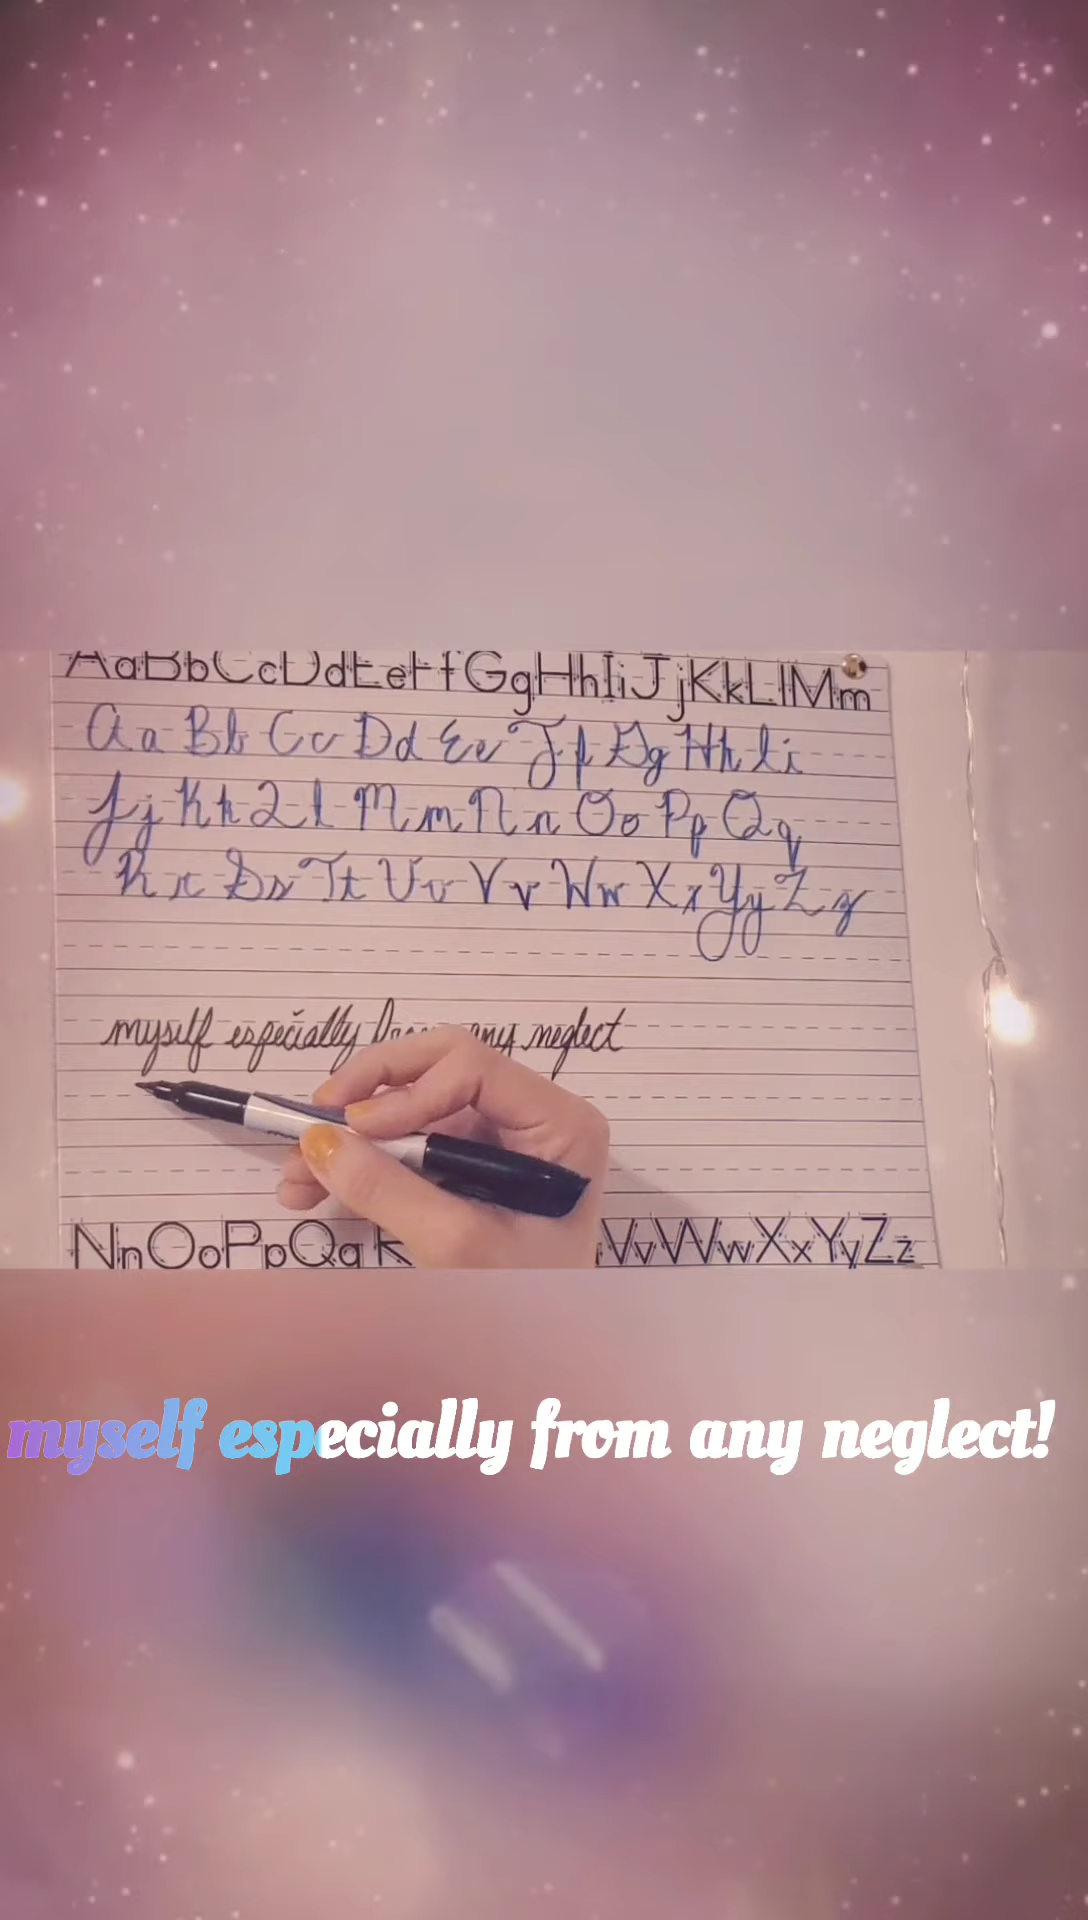 AaBbCcDdEeFfGgHhIiJjKkLlMm
Aa Bb Cc Dd Ee Ff Gg Hh Ii
Jj Kk Ll Mm Nn Oo Pp Qq
Rr Ss Tt Uu Vv Ww Xx Yy Zz
myself especially any neglect
NnOoPpQq R VvWwXxYyZz
myself especially from any neglect!